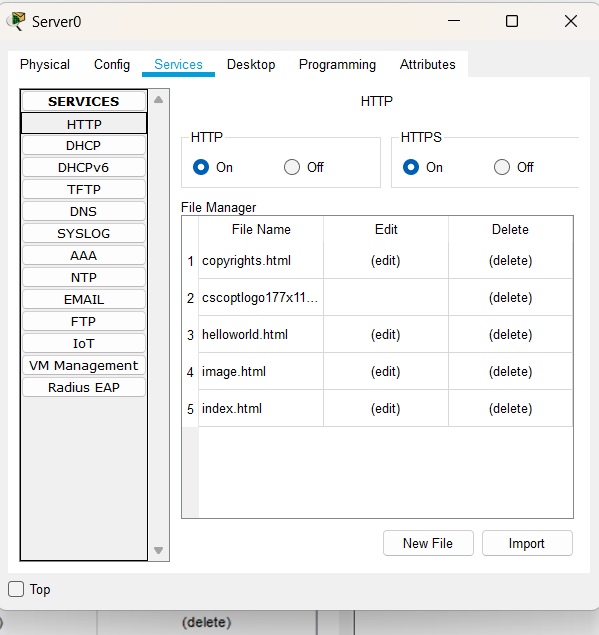 Server0
Physical Config Services Desktop Programming Attributes
SERVICES
HTTP
DHCP
DHCPv6
TFTP
DNS
SYSLOG
AAA
NTP
EMAIL
FTP
IoT
VM Management
Radius EAP
HTTP
HTTP
On Off
HTTPS
On Off
File Manager
File Name Edit Delete
1 copyrights.html (edit) (delete)
2 cscoptlogo177x11... (delete)
3 helloworld.html (edit) (delete)
4 image.html (edit) (delete)
5 index.html (edit) (delete)
New File Import
Top
) (delete)